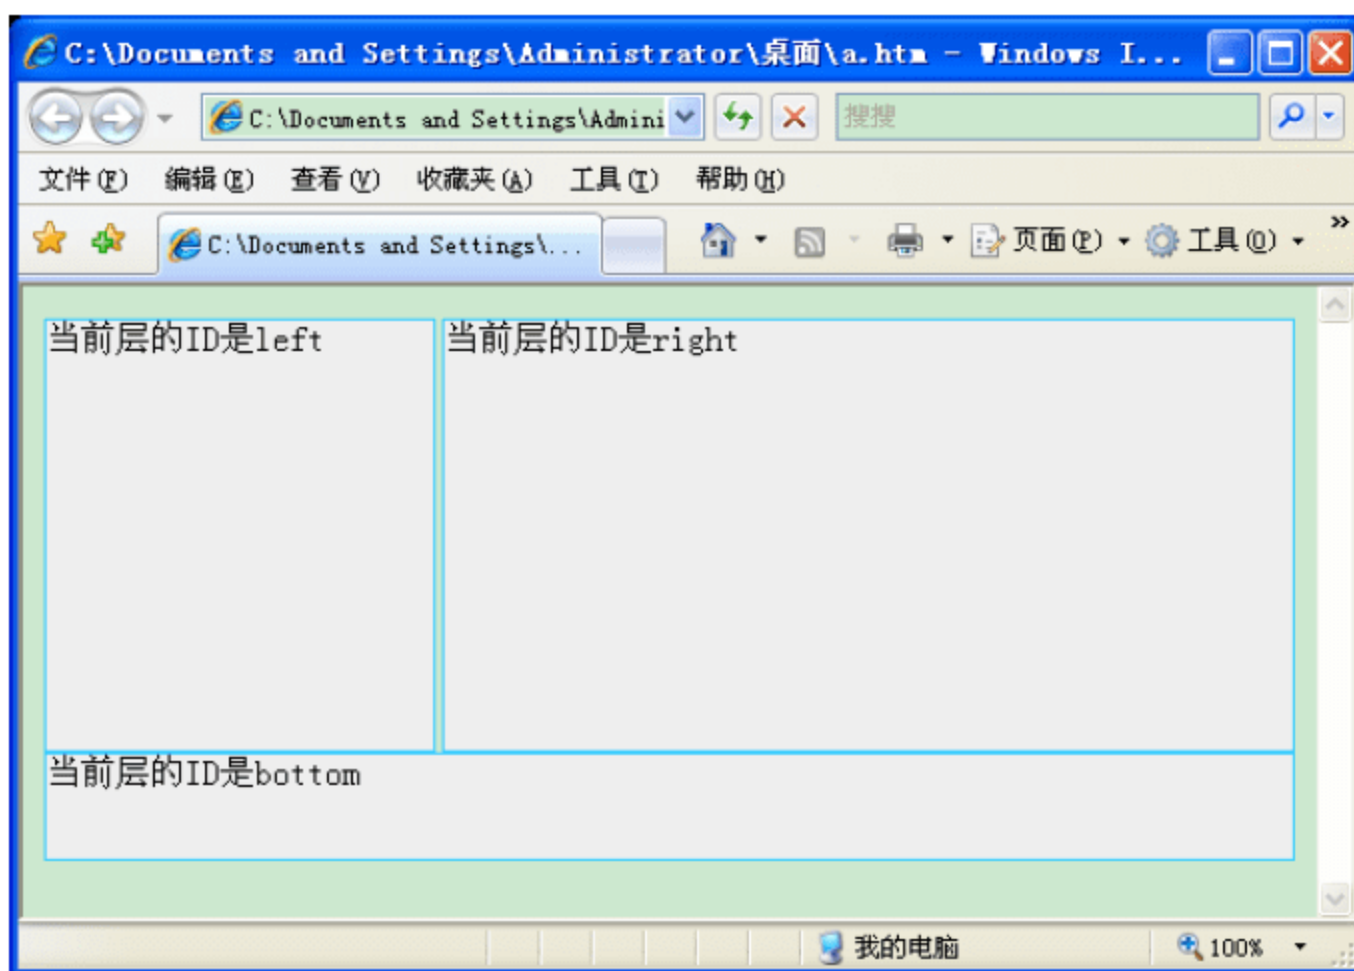 C:\Documents and Settings\Administrator\桌面\a.htm - Windows I...
C:\Documents and Settings\Admini
搜搜
文件(F) 编辑(E) 查看(V) 收藏夹(A) 工具(T) 帮助(H)
C:\Documents and Settings\...
页面(P) 工具(O) »
当前层的ID是left
当前层的ID是right
当前层的ID是bottom
我的电脑
100%